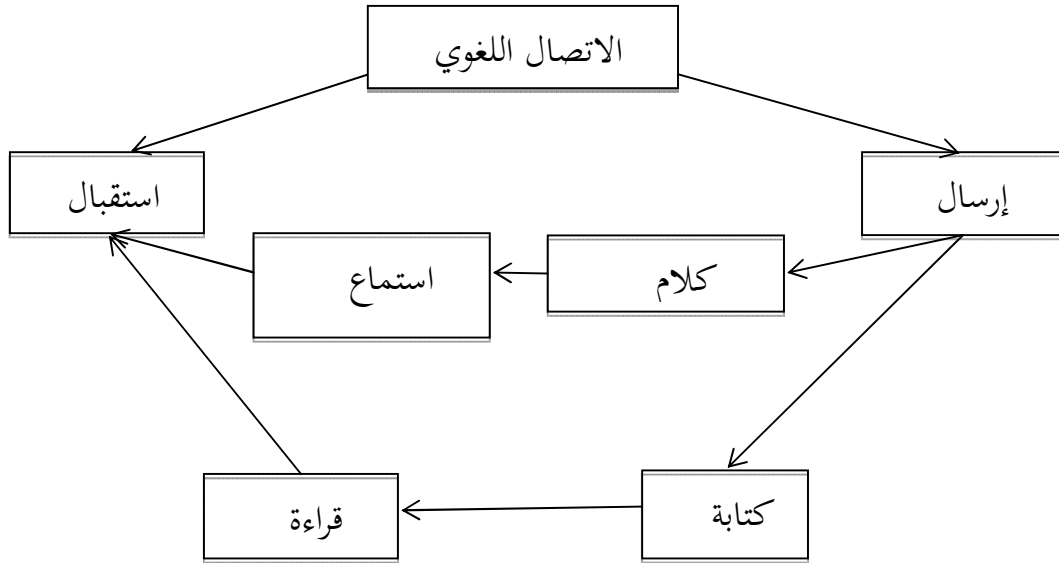 الاتصال اللغوي
إرسال
استقبال
كلام
استماع
كتابة
قراءة